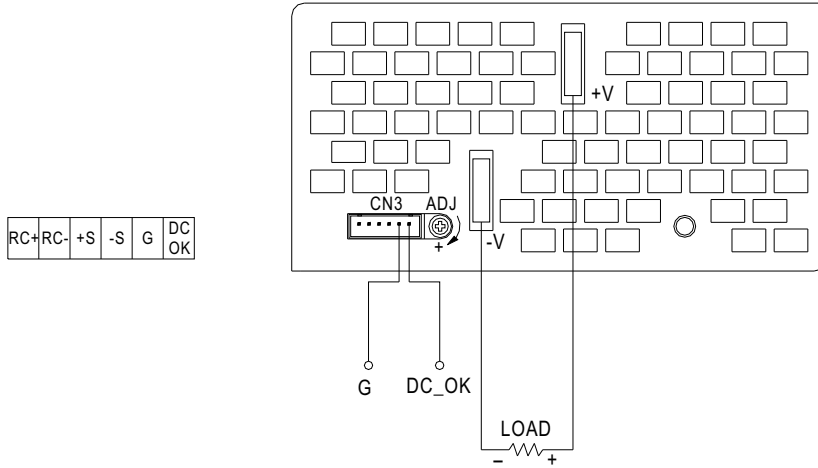 +V
CN3 ADJ
+
-V
RC+ RC- +S -S G DC OK
G DC_OK
LOAD
- +